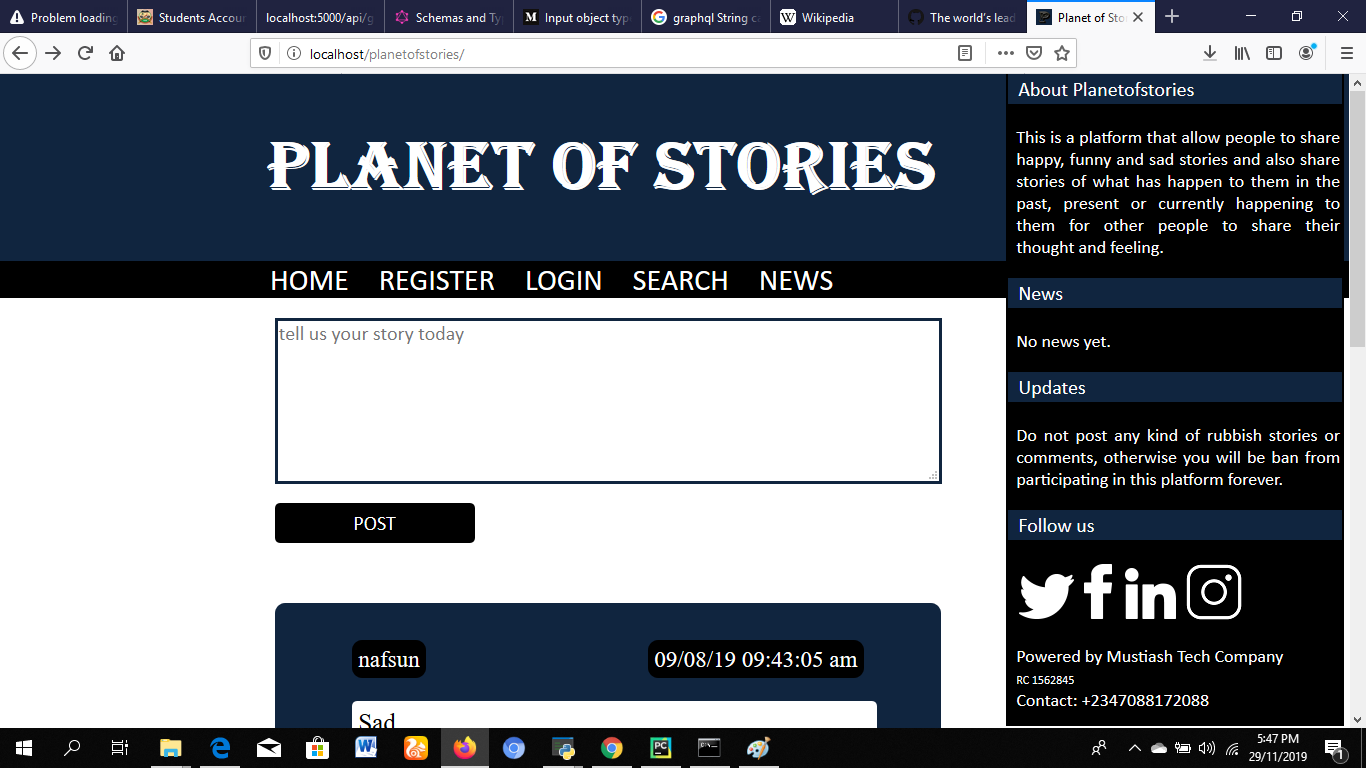 Problem loading
Students Accou
localhost:5000/api/g
Schemas and Ty
Input object type
graphql String ca
Wikipedia
The world's lead
Planet of Sto
localhost/planetofstories/
PLANET OF STORIES
HOME REGISTER LOGIN SEARCH NEWS
tell us your story today
POST
nafsun
09/08/19 09:43:05 am
Sad
About Planetofstories
This is a platform that allow people to share
happy, funny and sad stories and also share
stories of what has happen to them in the
past, present or currently happening to
them for other people to share their
thought and feeling.
News
No news yet.
Updates
Do not post any kind of rubbish stories or
comments, otherwise you will be ban from
participating in this platform forever.
Follow us
Powered by Mustiash Tech Company
RC 1562845
Contact: +2347088172088
5:47 PM
29/11/2019
1